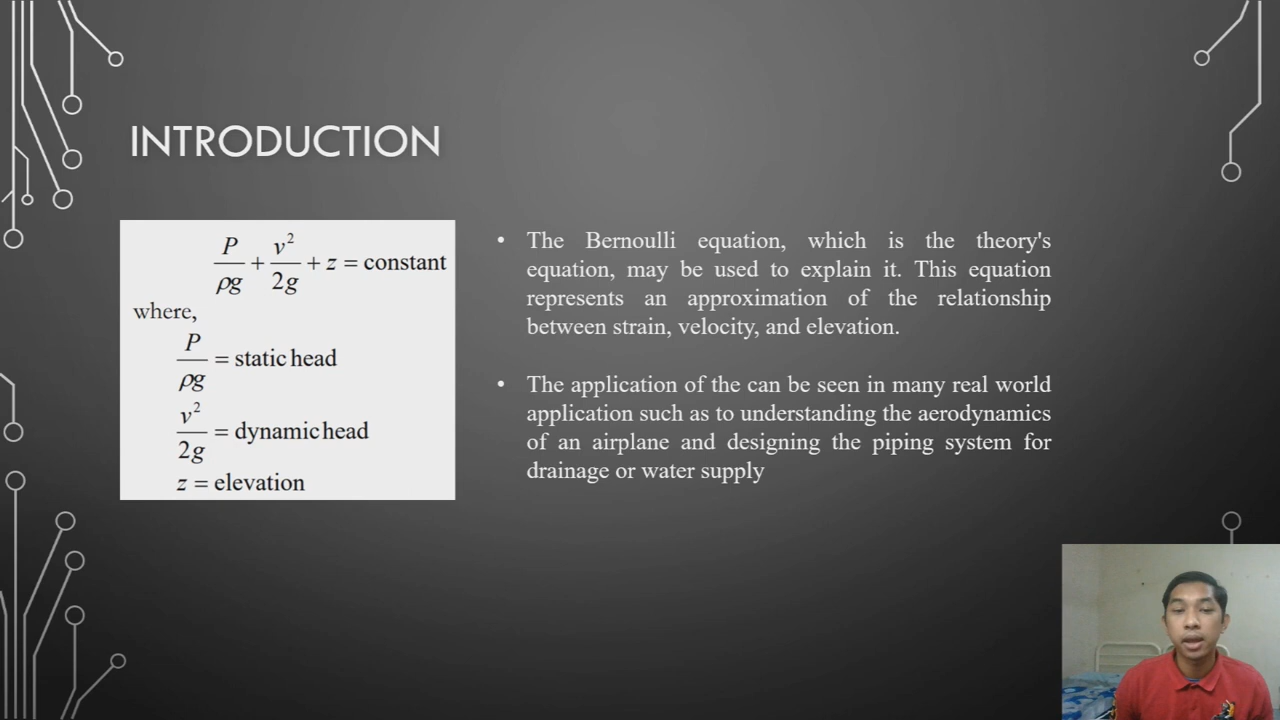 INTRODUCTION
P/ρg + v²/2g + z = constant
where,
P/ρg = static head
v²/2g = dynamic head
z = elevation
• The Bernoulli equation, which is the theory's
equation, may be used to explain it. This equation
represents an approximation of the relationship
between strain, velocity, and elevation.
• The application of the can be seen in many real world
application such as to understanding the aerodynamics
of an airplane and designing the piping system for
drainage or water supply